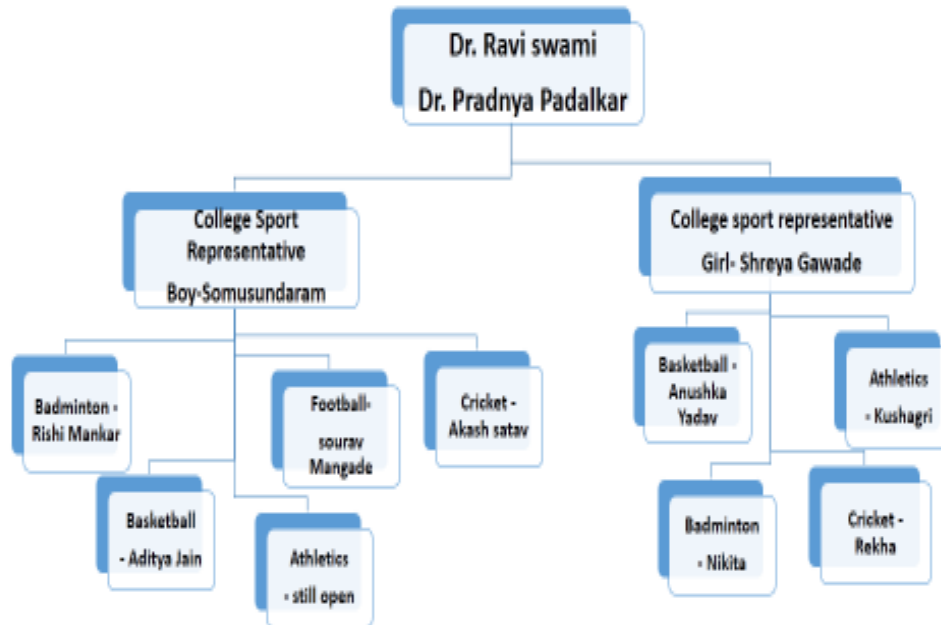 Dr. Ravi swami
Dr. Pradnya Padalkar
College Sport
Representative
Boy-Somusundaram
College sport representative
Girl- Shreya Gawade
Badminton -
Rishi Mankar
Basketball
- Aditya Jain
Football-
sourav
Mangade
Athletics
- still open
Cricket -
Akash satav
Basketball -
Anushka
Yadav
Athletics
- Kushagri
Badminton
- Nikita
Cricket -
Rekha